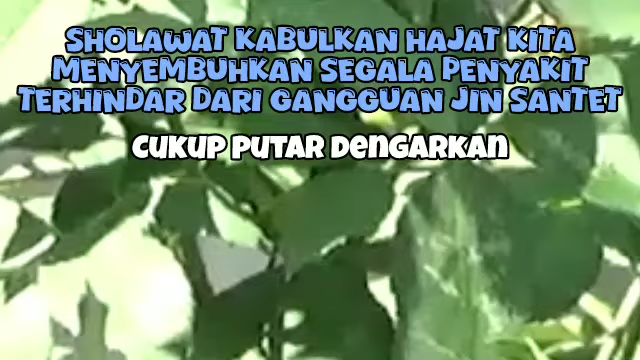 SHOLAWAT KABULKAN HAJAT KITA
MENYEMBUHKAN SEGALA PENYAKIT
TERHINDAR DARI GANGGUAN JIN SANTET
CUKUP PUTAR DENGARKAN